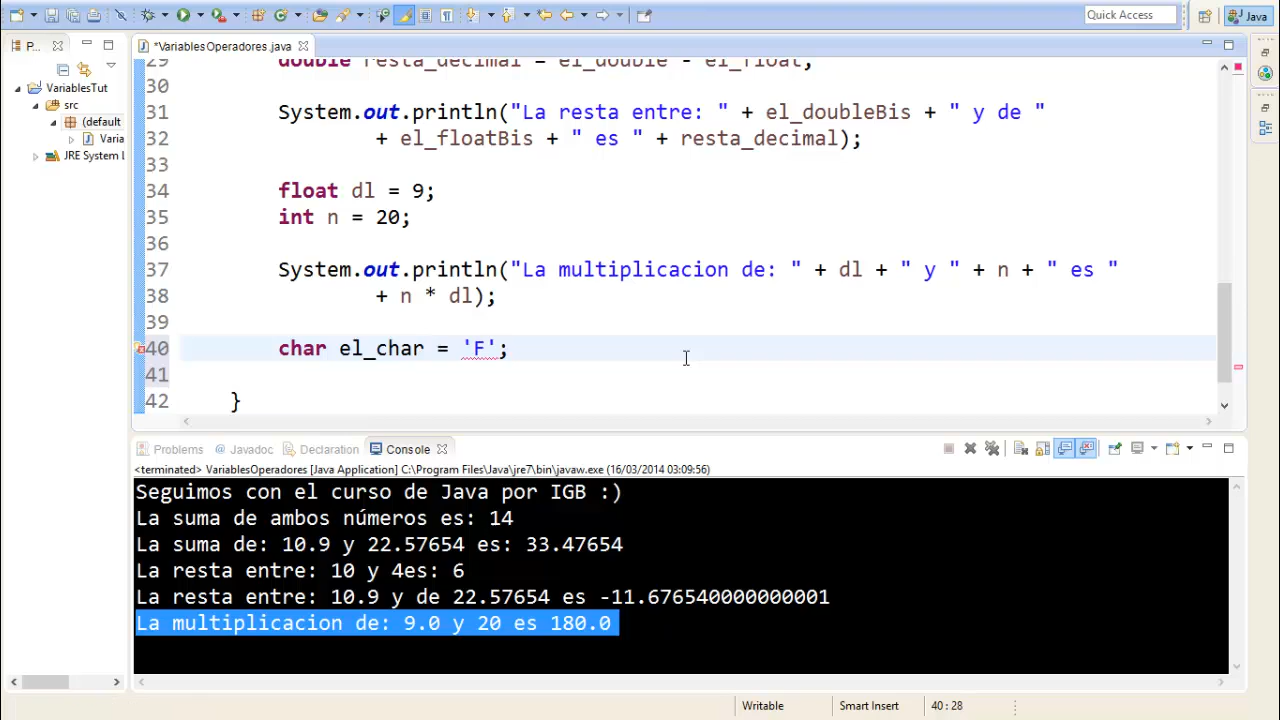 Quick Access
Java
P...
*VariablesOperadores.java
VariablesTut
src
(default
Varia
JRE System L
29 double resta_decimal = el_double - el_float;
30
31 System.out.println("La resta entre: " + el_doubleBis + " y de "
32 + el_floatBis + " es " + resta_decimal);
33
34 float dl = 9;
35 int n = 20;
36
37 System.out.println("La multiplicacion de: " + dl + " y " + n + " es "
38 + n * dl);
39
40 char el_char = 'F';
41
42 }
Problems @ Javadoc Declaration Console
<terminated> VariablesOperadores [Java Application] C:\Program Files\Java\jre7\bin\javaw.exe (16/03/2014 03:09:56)
Seguimos con el curso de Java por IGB :)
La suma de ambos números es: 14
La suma de: 10.9 y 22.57654 es: 33.47654
La resta entre: 10 y 4es: 6
La resta entre: 10.9 y de 22.57654 es -11.676540000000001
La multiplicacion de: 9.0 y 20 es 180.0
Writable Smart Insert 40 : 28